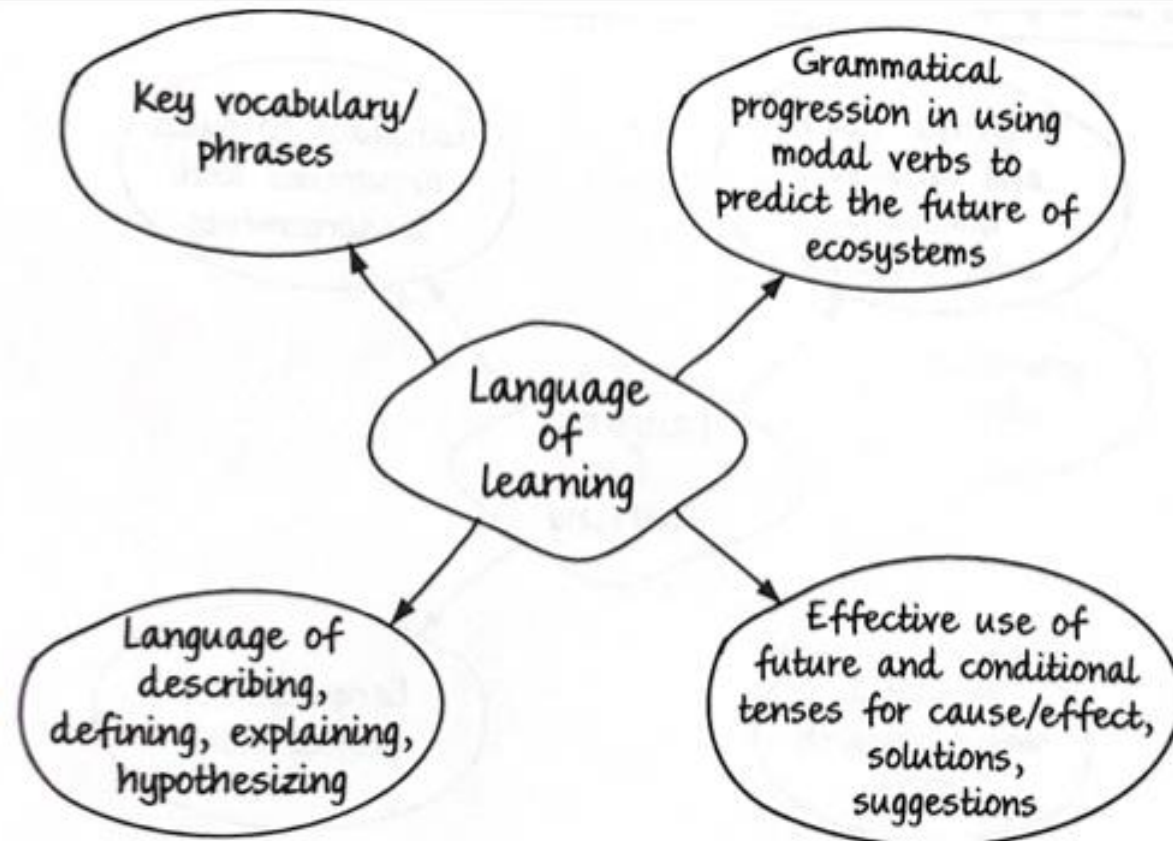 Key vocabulary/
phrases
Grammatical
progression in using
modal verbs to
predict the future of
ecosystems
Language
of
learning
Language of
describing,
defining, explaining,
hypothesizing
Effective use of
future and conditional
tenses for cause/effect,
solutions,
suggestions